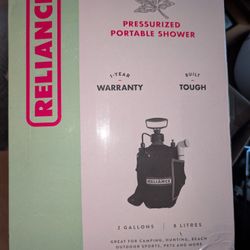 RELIANCE
PRESSURIZED
PORTABLE SHOWER
1-YEAR
WARRANTY
BUILT
TOUGH
RELIANCE
2 GALLONS | 8 LITRES
GREAT FOR CAMPING, HUNTING, BEACH
OUTDOOR SPORTS, PETS AND MORE